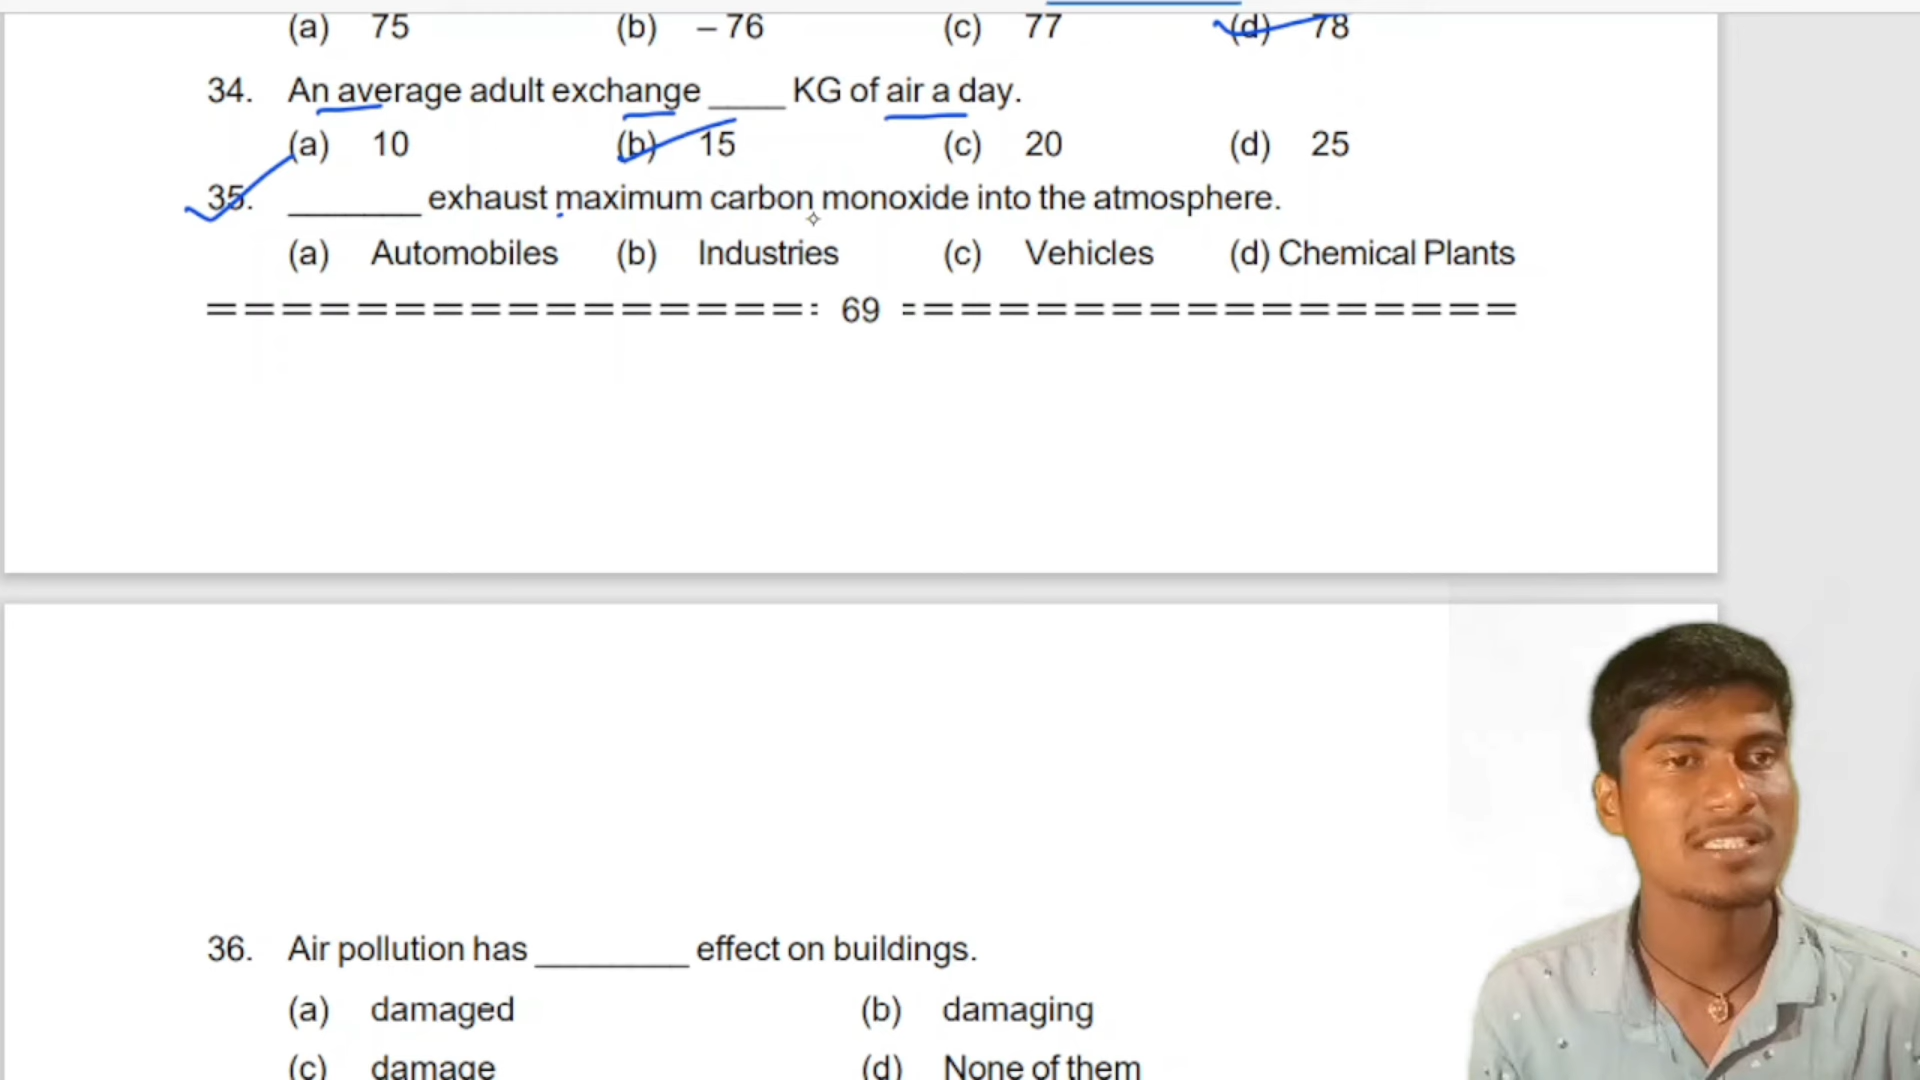 (a) 75 (b) – 76 (c) 77 (d) 78
34. An average adult exchange ____ KG of air a day.
(a) 10 (b) 15 (c) 20 (d) 25
35. _______ exhaust maximum carbon monoxide into the atmosphere.
(a) Automobiles (b) Industries (c) Vehicles (d) Chemical Plants
================: 69 :================
36. Air pollution has ________ effect on buildings.
(a) damaged (b) damaging
(c) damage (d) None of them